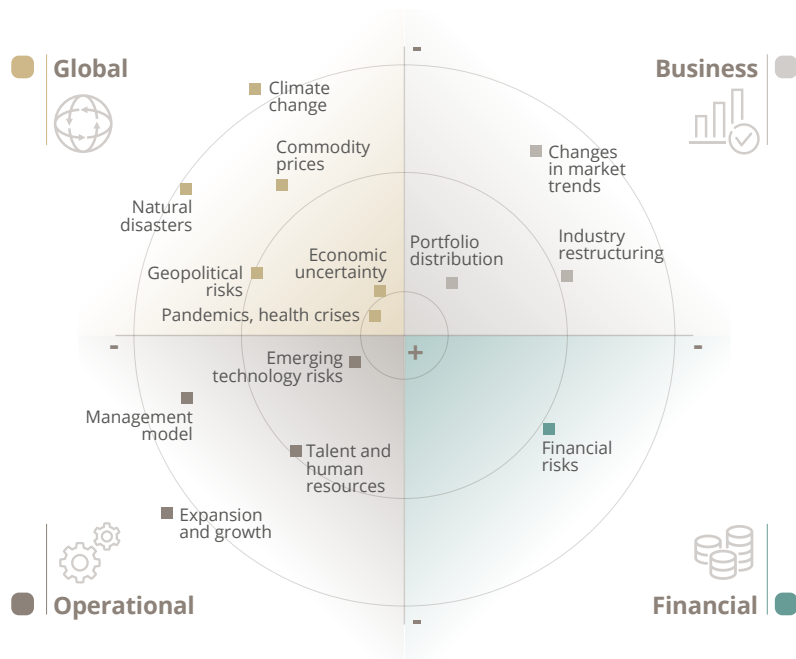 -
Global
Business
Climate
change
Commodity
prices
Changes
in market
trends
Natural
disasters
Portfolio
distribution
Industry
restructuring
Economic
uncertainty
Geopolitical
risks
Pandemics, health crises
-
+
-
Emerging
technology risks
Management
model
Talent and
human
resources
Financial
risks
Expansion
and growth
Operational
Financial
-